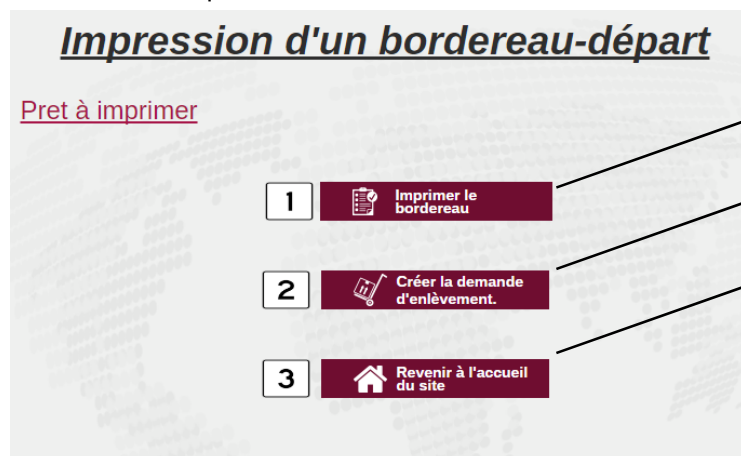 Impression d'un bordereau-départ
Pret à imprimer
1
Imprimer le
bordereau
2
Créer la demande
d'enlèvement.
3
Revenir à l'accueil
du site